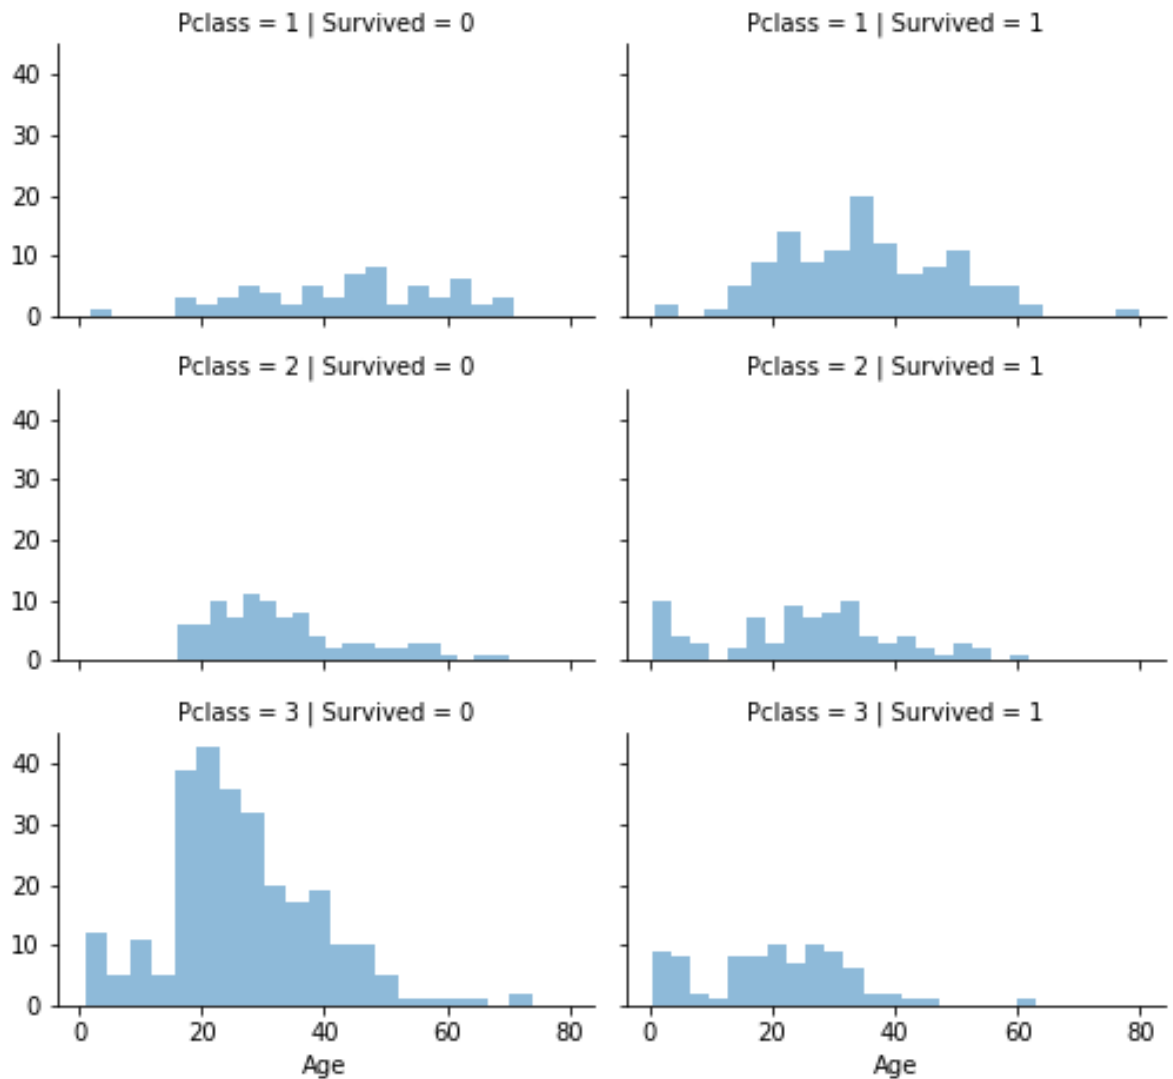 Pclass = 1 | Survived = 0
Pclass = 1 | Survived = 1
40
30
20
10
0
Pclass = 2 | Survived = 0
Pclass = 2 | Survived = 1
40
30
20
10
0
Pclass = 3 | Survived = 0
Pclass = 3 | Survived = 1
40
30
20
10
0
0 20 40 60 80
0 20 40 60 80
Age
Age